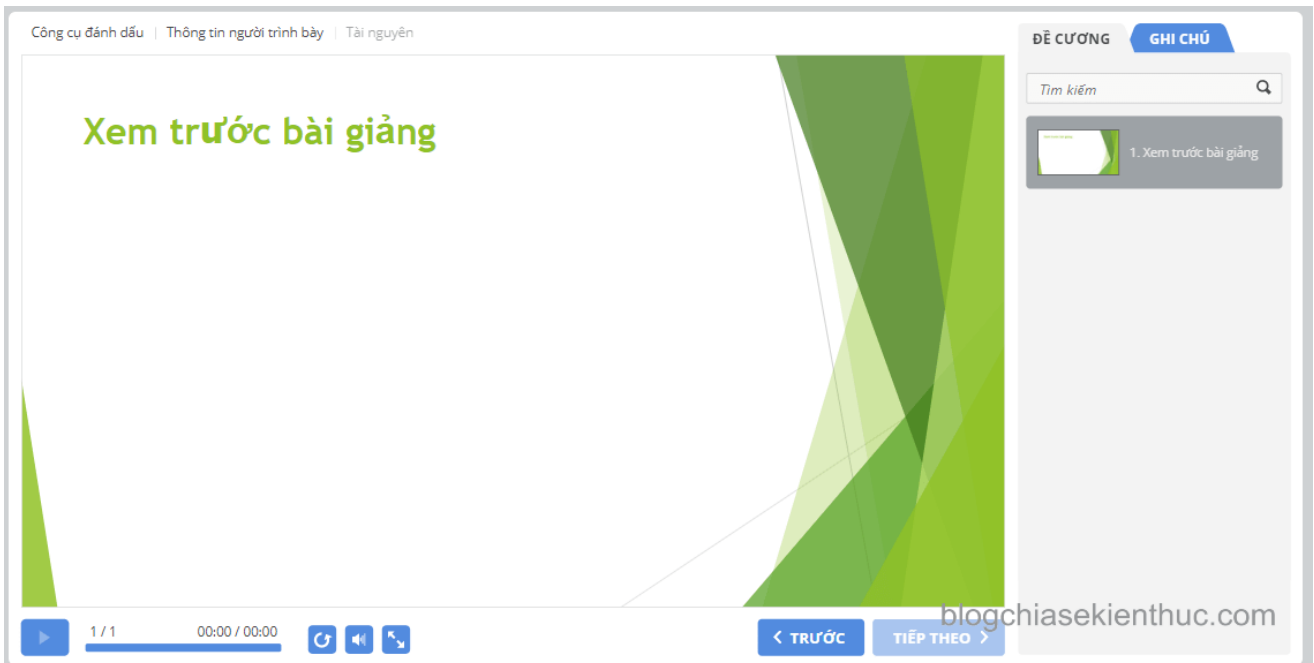 Công cụ đánh dấu | Thông tin người trình bày | Tài nguyên
ĐỀ CƯƠNG
GHI CHÚ
Xem trước bài giảng
Tìm kiếm
1. Xem trước bài giảng
1 / 1
00:00 / 00:00
TRƯỚC
TIẾP THEO
blogchiasekienthuc.com